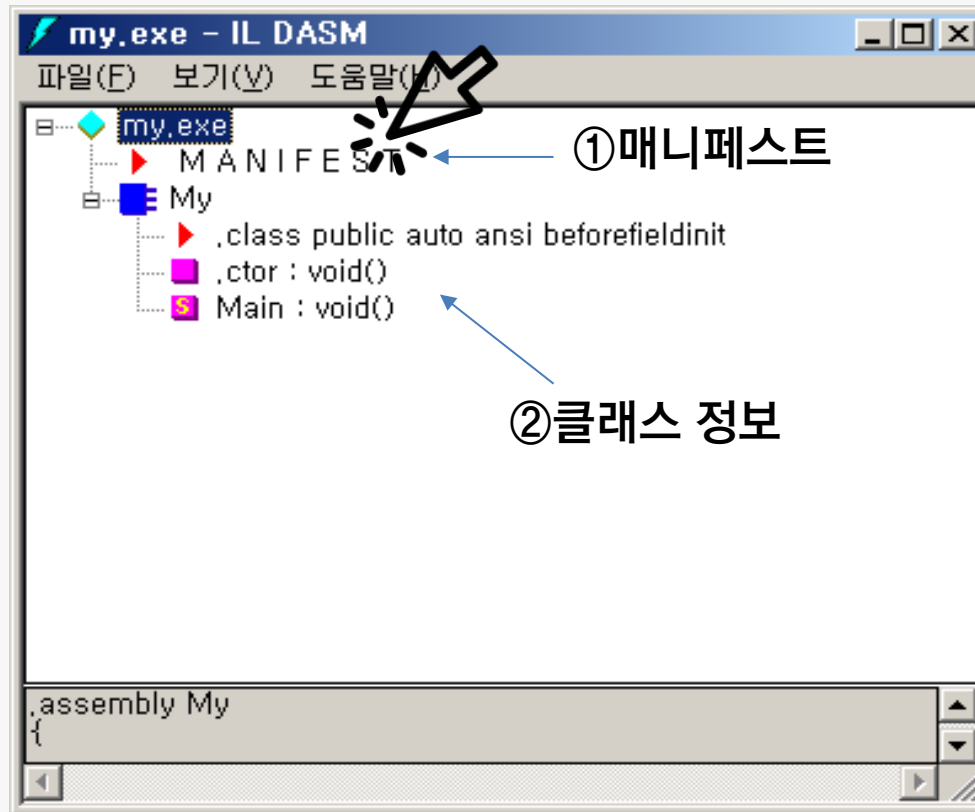 my.exe - IL DASM
파일(F) 보기(V) 도움말(H)
my.exe
M A N I F E S T
①매니페스트
My
.class public auto ansi beforefieldinit
.ctor : void()
S Main : void()
②클래스 정보
.assembly My
{